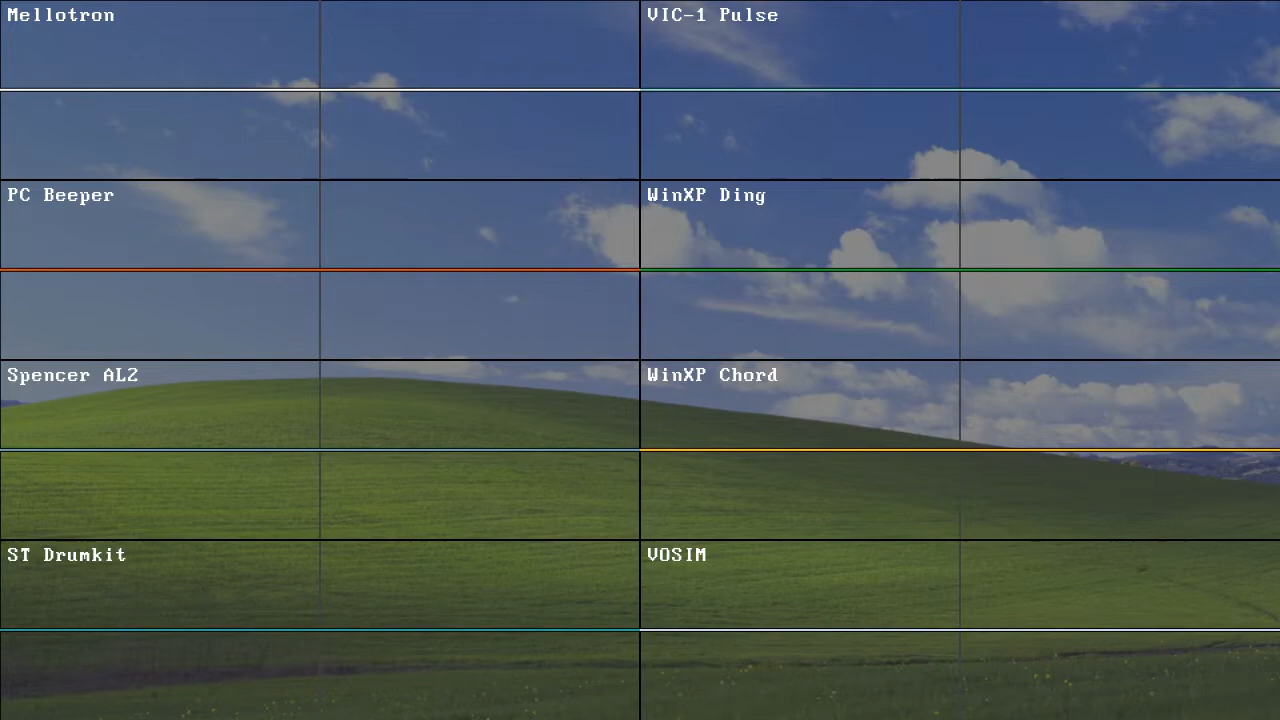 Mellotron
VIC-1 Pulse
PC Beeper
WinXP Ding
Spencer AL2
WinXP Chord
ST Drumkit
VOSIM